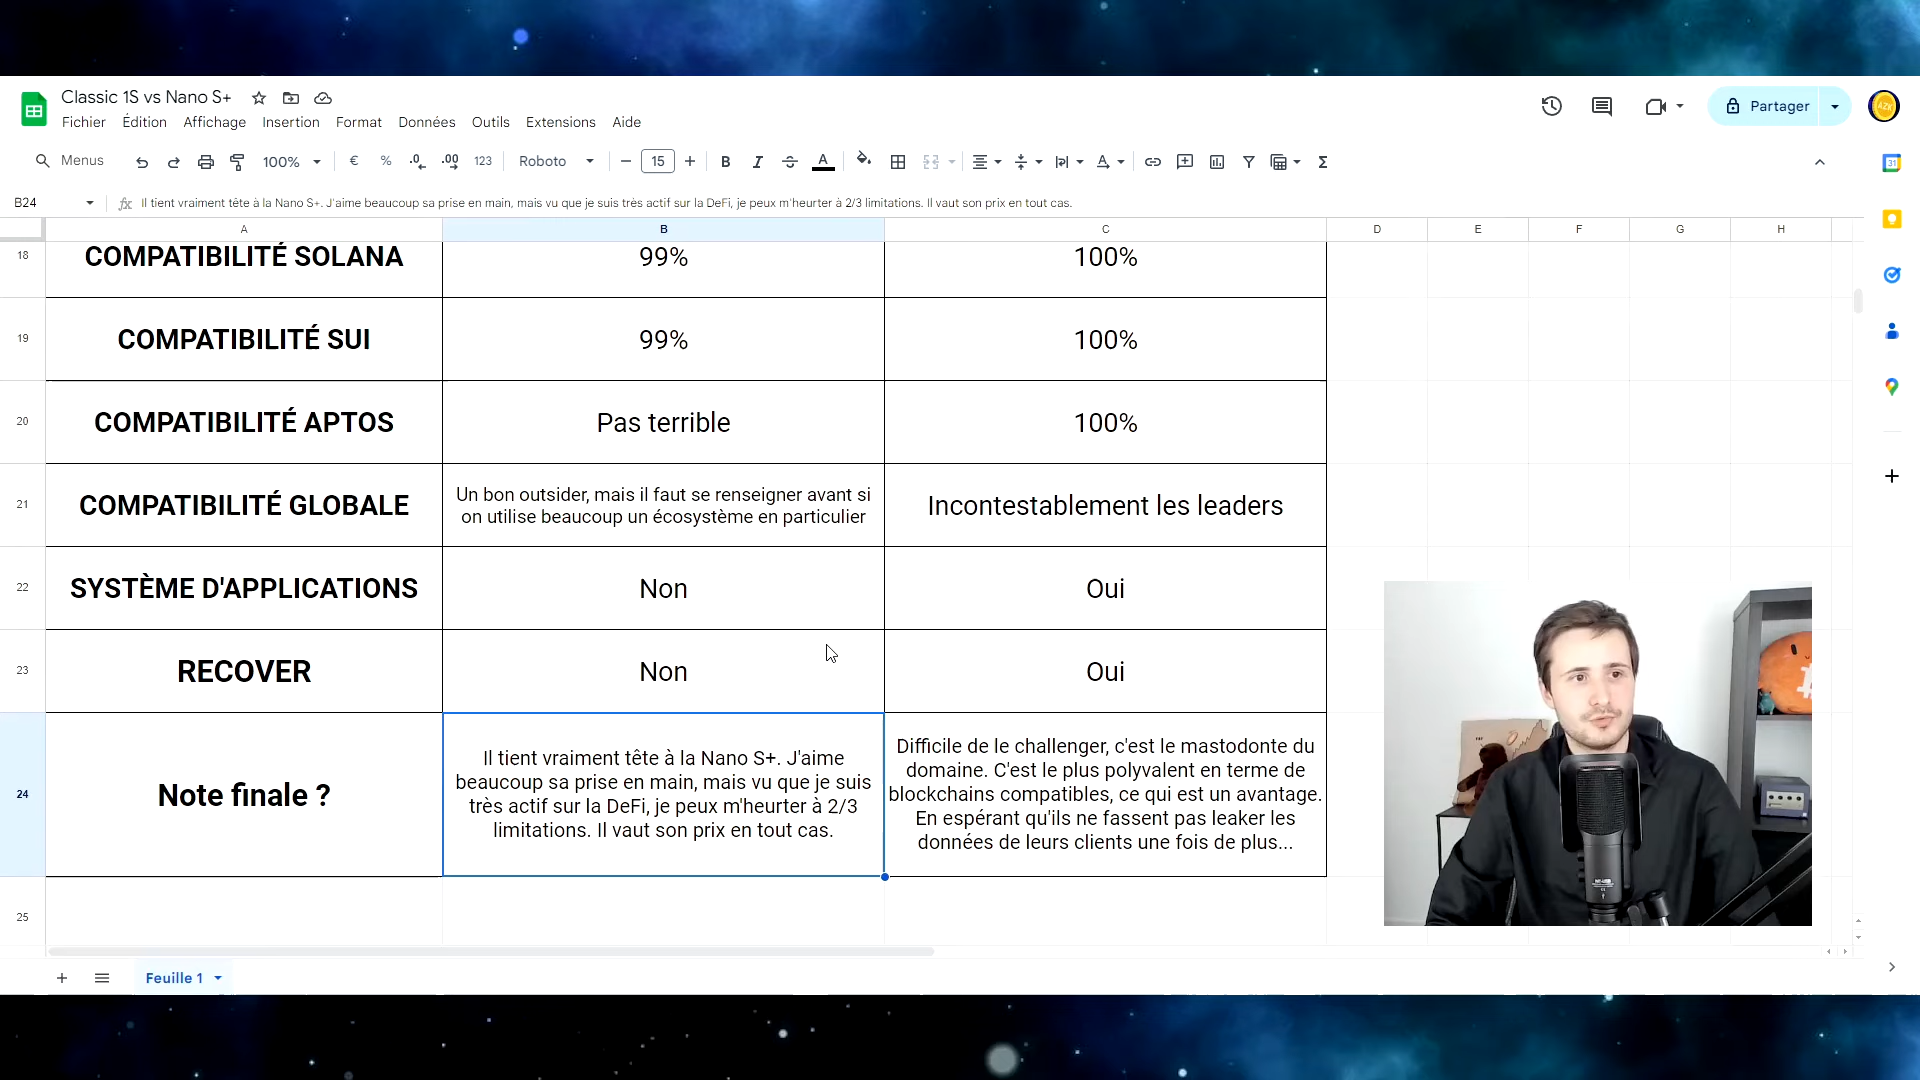 Classic 1S vs Nano S+
Fichier Édition Affichage Insertion Format Données Outils Extensions Aide
Partager
Menus 100% € % .0 .00 123 Roboto 15 B I A Σ
31
B24 fx Il tient vraiment tête à la Nano S+. J'aime beaucoup sa prise en main, mais vu que je suis très actif sur la DeFi, je peux m'heurter à 2/3 limitations. Il vaut son prix en tout cas.
A B C D E F G H
18 COMPATIBILITÉ SOLANA 99% 100%
19 COMPATIBILITÉ SUI 99% 100%
20 COMPATIBILITÉ APTOS Pas terrible 100%
21 COMPATIBILITÉ GLOBALE
Un bon outsider, mais il faut se renseigner avant si
on utilise beaucoup un écosystème en particulier
Incontestablement les leaders
22 SYSTÈME D'APPLICATIONS Non Oui
23 RECOVER Non Oui
24 Note finale ?
Il tient vraiment tête à la Nano S+. J'aime
beaucoup sa prise en main, mais vu que je suis
très actif sur la DeFi, je peux m'heurter à 2/3
limitations. Il vaut son prix en tout cas.
Difficile de le challenger, c'est le mastodonte du
domaine. C'est le plus polyvalent en terme de
blockchains compatibles, ce qui est un avantage.
En espérant qu'ils ne fassent pas leaker les
données de leurs clients une fois de plus...
25
Feuille 1